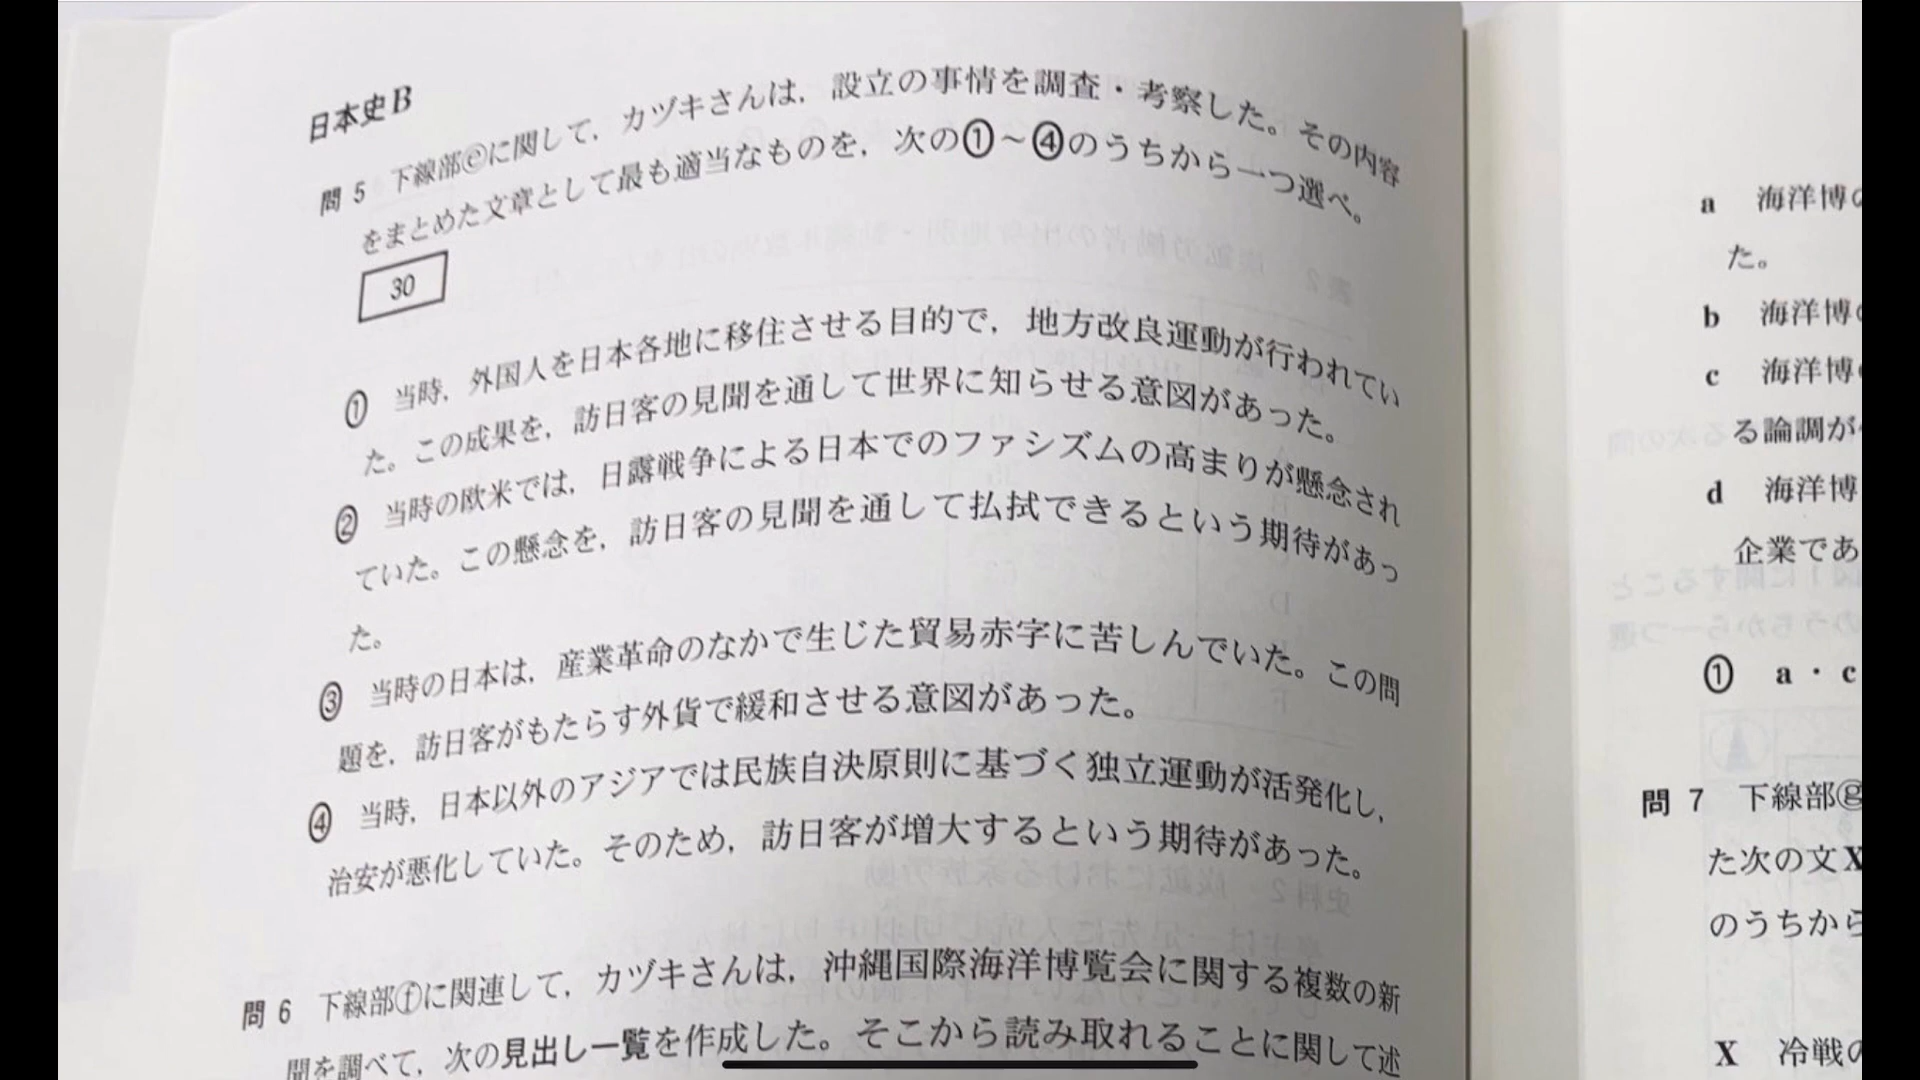 日本史B
問 5 下線部ⓔに関して，カヅキさんは，設立の事情を調査・考察した。その内容
をまとめた文章として最も適当なものを，次の①～④のうちから一つ選べ。
30
① 当時，外国人を日本各地に移住させる目的で，地方改良運動が行われてい
た。この成果を，訪日客の見聞を通して世界に知らせる意図があった。
② 当時の欧米では，日露戦争による日本でのファシズムの高まりが懸念され
ていた。この懸念を，訪日客の見聞を通して払拭できるという期待があっ
た。
③ 当時の日本は，産業革命のなかで生じた貿易赤字に苦しんでいた。この問
題を，訪日客がもたらす外貨で緩和させる意図があった。
④ 当時，日本以外のアジアでは民族自決原則に基づく独立運動が活発化し，
治安が悪化していた。そのため，訪日客が増大するという期待があった。
問 6 下線部ⓕに関連して，カヅキさんは，沖縄国際海洋博覧会に関する複数の新
聞を調べて，次の見出し一覧を作成した。そこから読み取れることに関して述
a 海洋博の
た。
b 海洋博
c 海洋博
る論調が
d 海洋博
企業であ
① a・c
問 7 下線部ⓖ
た次の文X
のうちから
X 冷戦の